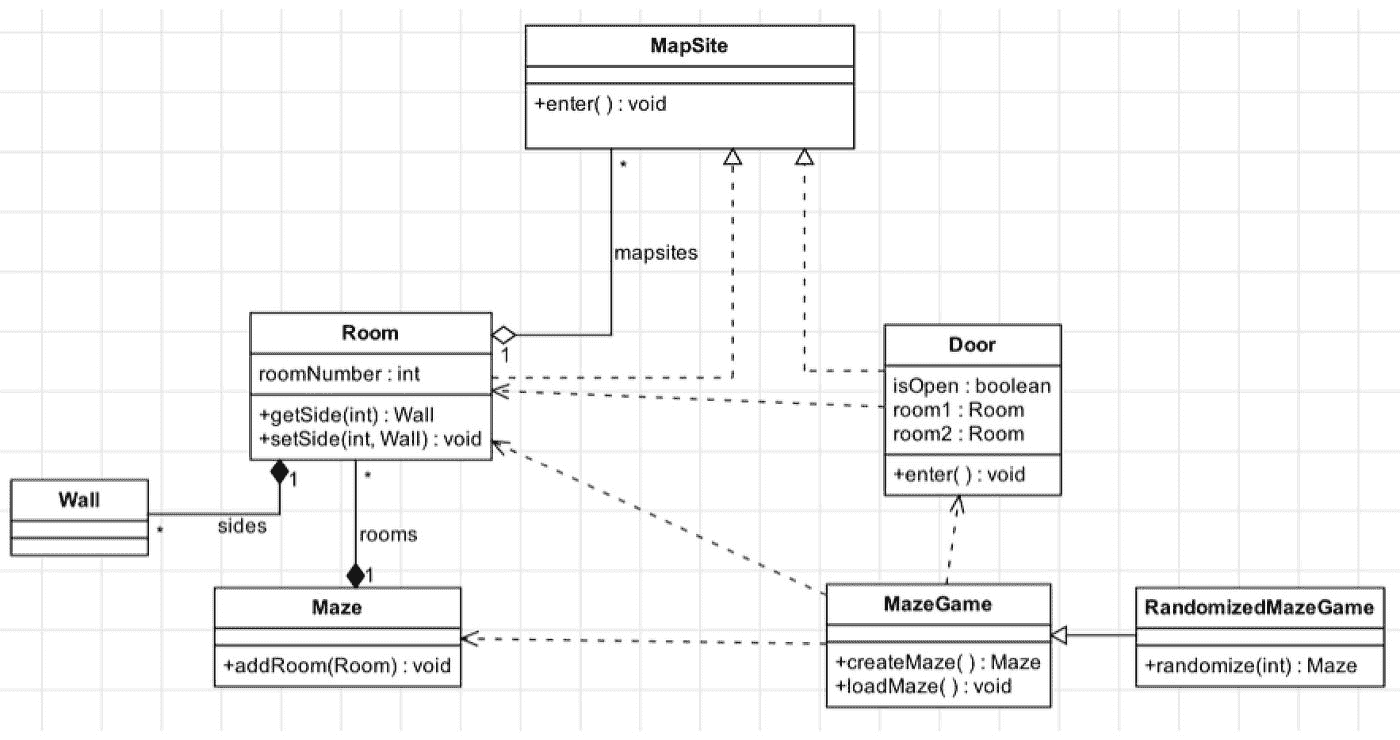 MapSite
+enter( ) : void
*
mapsites
Room
1
roomNumber : int
+getSide(int) : Wall
+setSide(int, Wall) : void
Door
isOpen : boolean
room1 : Room
room2 : Room
+enter( ) : void
1
*
Wall
*
sides
rooms
1
Maze
+addRoom(Room) : void
MazeGame
+createMaze( ) : Maze
+loadMaze( ) : void
RandomizedMazeGame
+randomize(int) : Maze